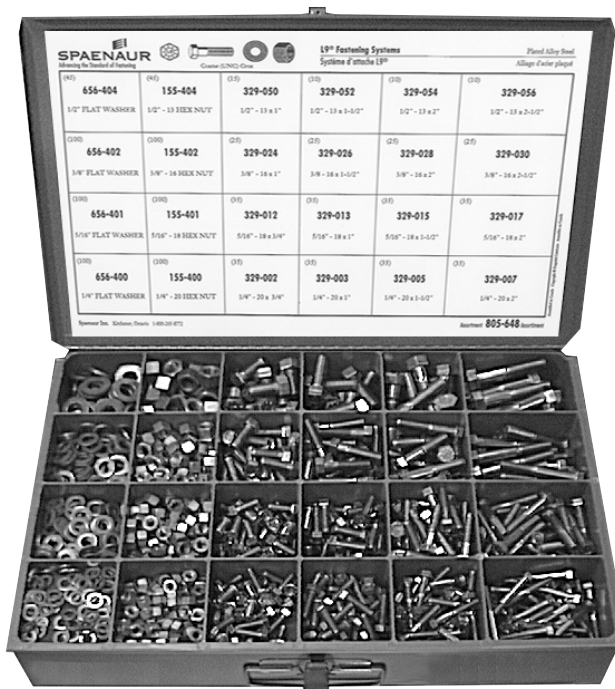 SPAENAUR
Advancing the Standard of Fastening
Coarse (UNC) Gros
L9® Fastening Systems
Système d'attache L9®
Plated Alloy Steel
Alliage d'acier plaqué
(45) (45) (15) (10) (10) (10)
656-404 155-404 329-050 329-052 329-054 329-056
1/2" FLAT WASHER 1/2" - 13 HEX NUT 1/2" - 13 x 1" 1/2" - 13 x 1-1/2" 1/2" - 13 x 2" 1/2" - 13 x 2-1/2"
(100) (100) (25) (25) (25) (25)
656-402 155-402 329-024 329-026 329-028 329-030
3/8" FLAT WASHER 3/8" - 16 HEX NUT 3/8" - 16 x 1" 3/8 - 16 x 1-1/2" 3/8" - 16 x 2" 3/8" - 16 x 2-1/2"
(100) (100) (35) (35) (35) (35)
656-401 155-401 329-012 329-013 329-015 329-017
5/16" FLAT WASHER 5/16" - 18 HEX NUT 5/16" - 18 x 3/4" 5/16" - 18 x 1" 5/16" - 18 x 1-1/2" 5/16" - 18 x 2"
(100) (100) (35) (35) (35) (35)
656-400 155-400 329-002 329-003 329-005 329-007
1/4" FLAT WASHER 1/4" - 20 HEX NUT 1/4" - 20 x 3/4" 1/4" - 20 x 1" 1/4" - 20 x 1-1/2" 1/4" - 20 x 2"
Spaenaur Inc. Kitchener, Ontario
Assortment 805-648 Assortiment